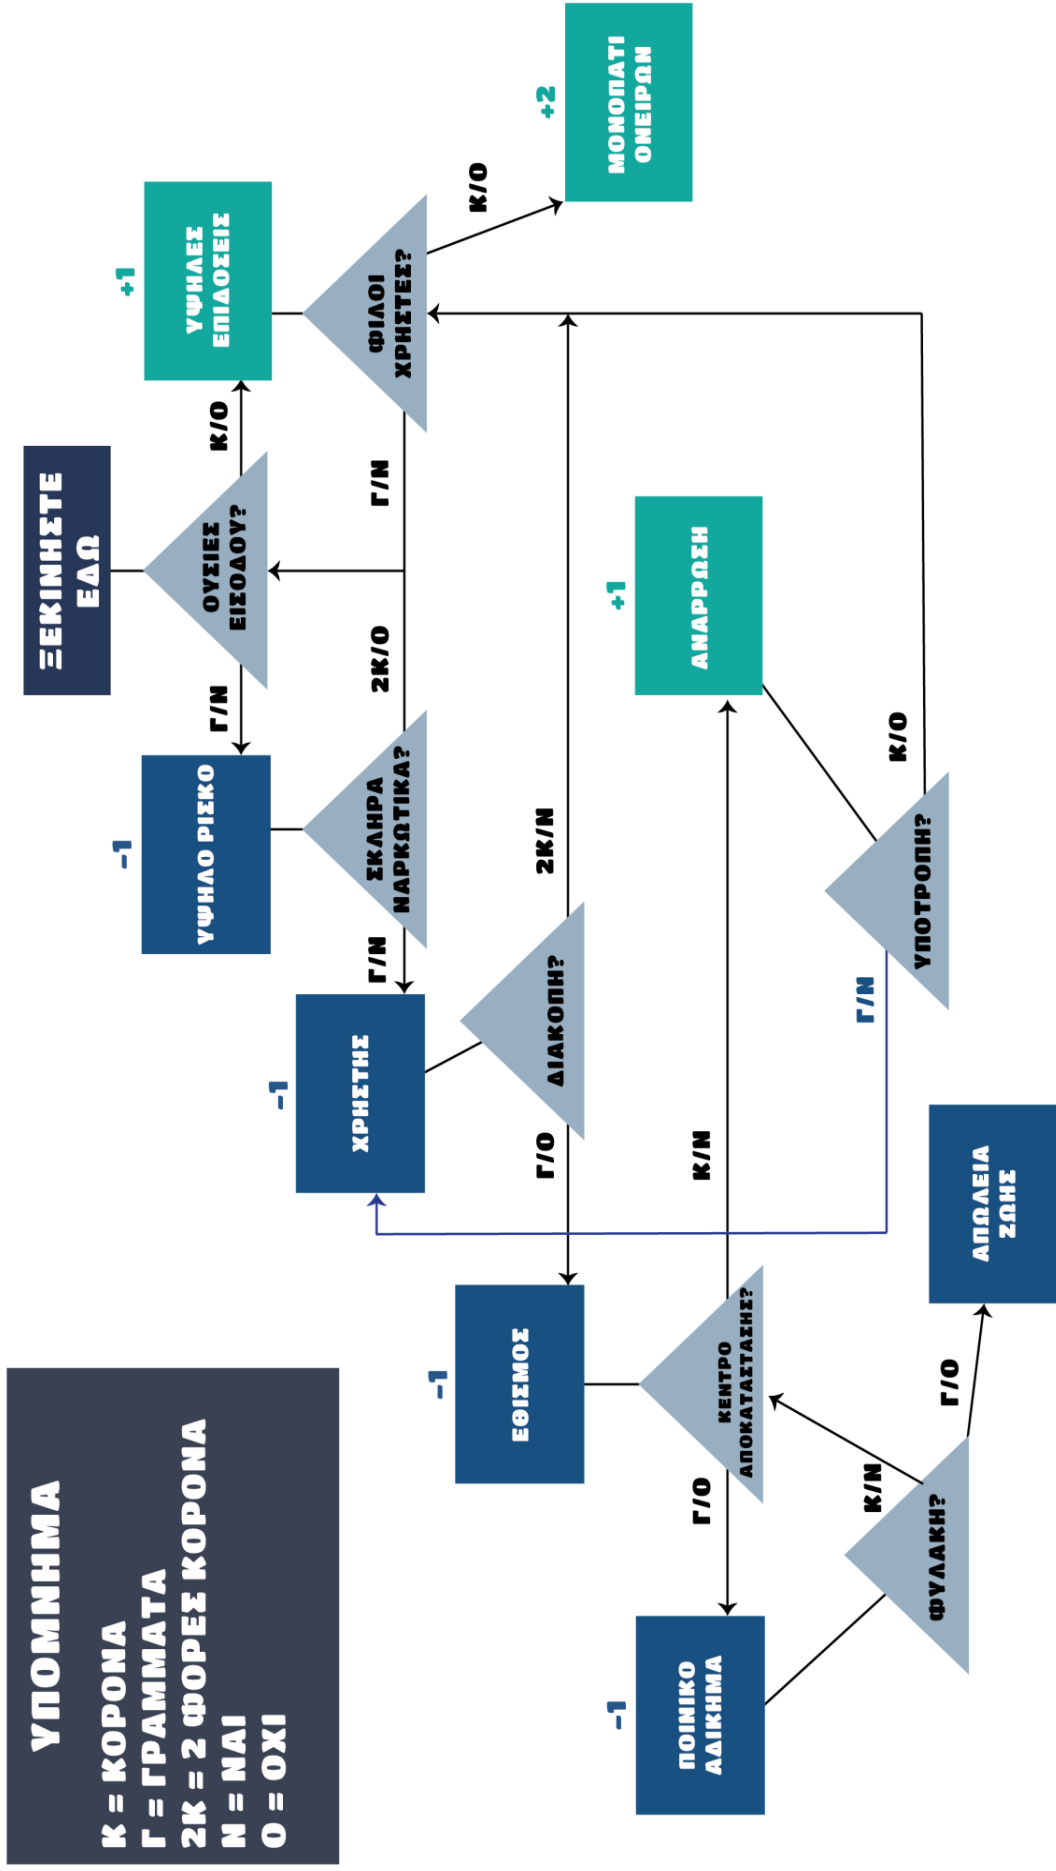 ΥΠΟΜΝΗΜΑ
Κ = ΚΟΡΟΝΑ
Γ = ΓΡΑΜΜΑΤΑ
2Κ = 2 ΦΟΡΕΣ ΚΟΡΟΝΑ
Ν = ΝΑΙ
Ο = ΟΧΙ
ΞΕΚΙΝΗΣΤΕ
ΕΔΩ
ΟΥΣΙΕΣ
ΕΙΣΟΔΟΥ?
Γ/Ν
Κ/Ο
-1
ΥΨΗΛΟ ΡΙΣΚΟ
+1
ΥΨΗΛΕΣ
ΕΠΙΔΟΣΕΙΣ
ΣΚΛΗΡΑ
ΝΑΡΚΩΤΙΚΑ?
Γ/Ν
2Κ/Ο
ΦΙΛΟΙ
ΧΡΗΣΤΕΣ?
Γ/Ν
Κ/Ο
+2
ΜΟΝΟΠΑΤΙ
ΟΝΕΙΡΩΝ
-1
ΧΡΗΣΤΗΣ
ΔΙΑΚΟΠΗ?
Γ/Ο
2Κ/Ν
-1
ΕΘΙΣΜΟΣ
ΚΕΝΤΡΟ
ΑΠΟΚΑΤΑΣΤΑΣΗΣ?
Γ/Ο
Κ/Ν
+1
ΑΝΑΡΡΩΣΗ
-1
ΠΟΙΝΙΚΟ
ΑΔΙΚΗΜΑ
ΦΥΛΑΚΗ?
Κ/Ν
Γ/Ο
ΥΠΟΤΡΟΠΗ?
Γ/Ν
Κ/Ο
ΑΠΩΛΕΙΑ
ΖΩΗΣ